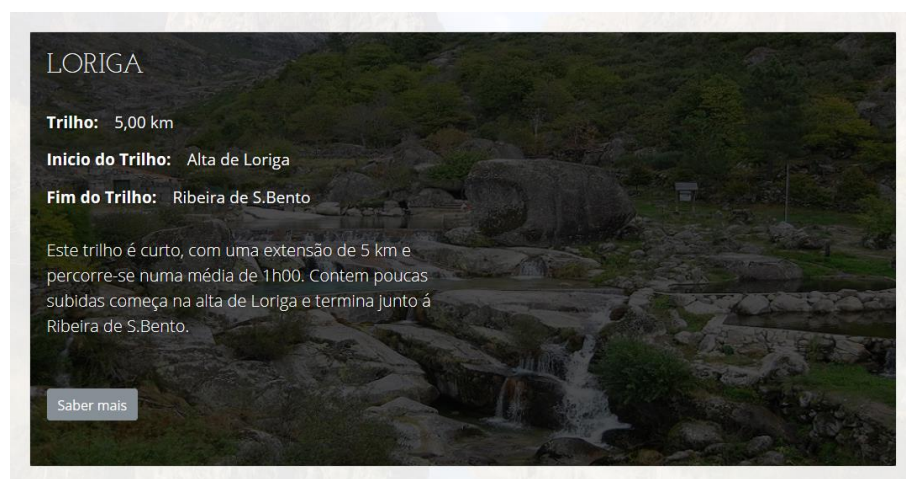 LORIGA
Trilho: 5,00 km
Inicio do Trilho: Alta de Loriga
Fim do Trilho: Ribeira de S.Bento
Este trilho é curto, com uma extensão de 5 km e
percorre-se numa média de 1h00. Contem poucas
subidas começa na alta de Loriga e termina junto á
Ribeira de S.Bento.
Saber mais